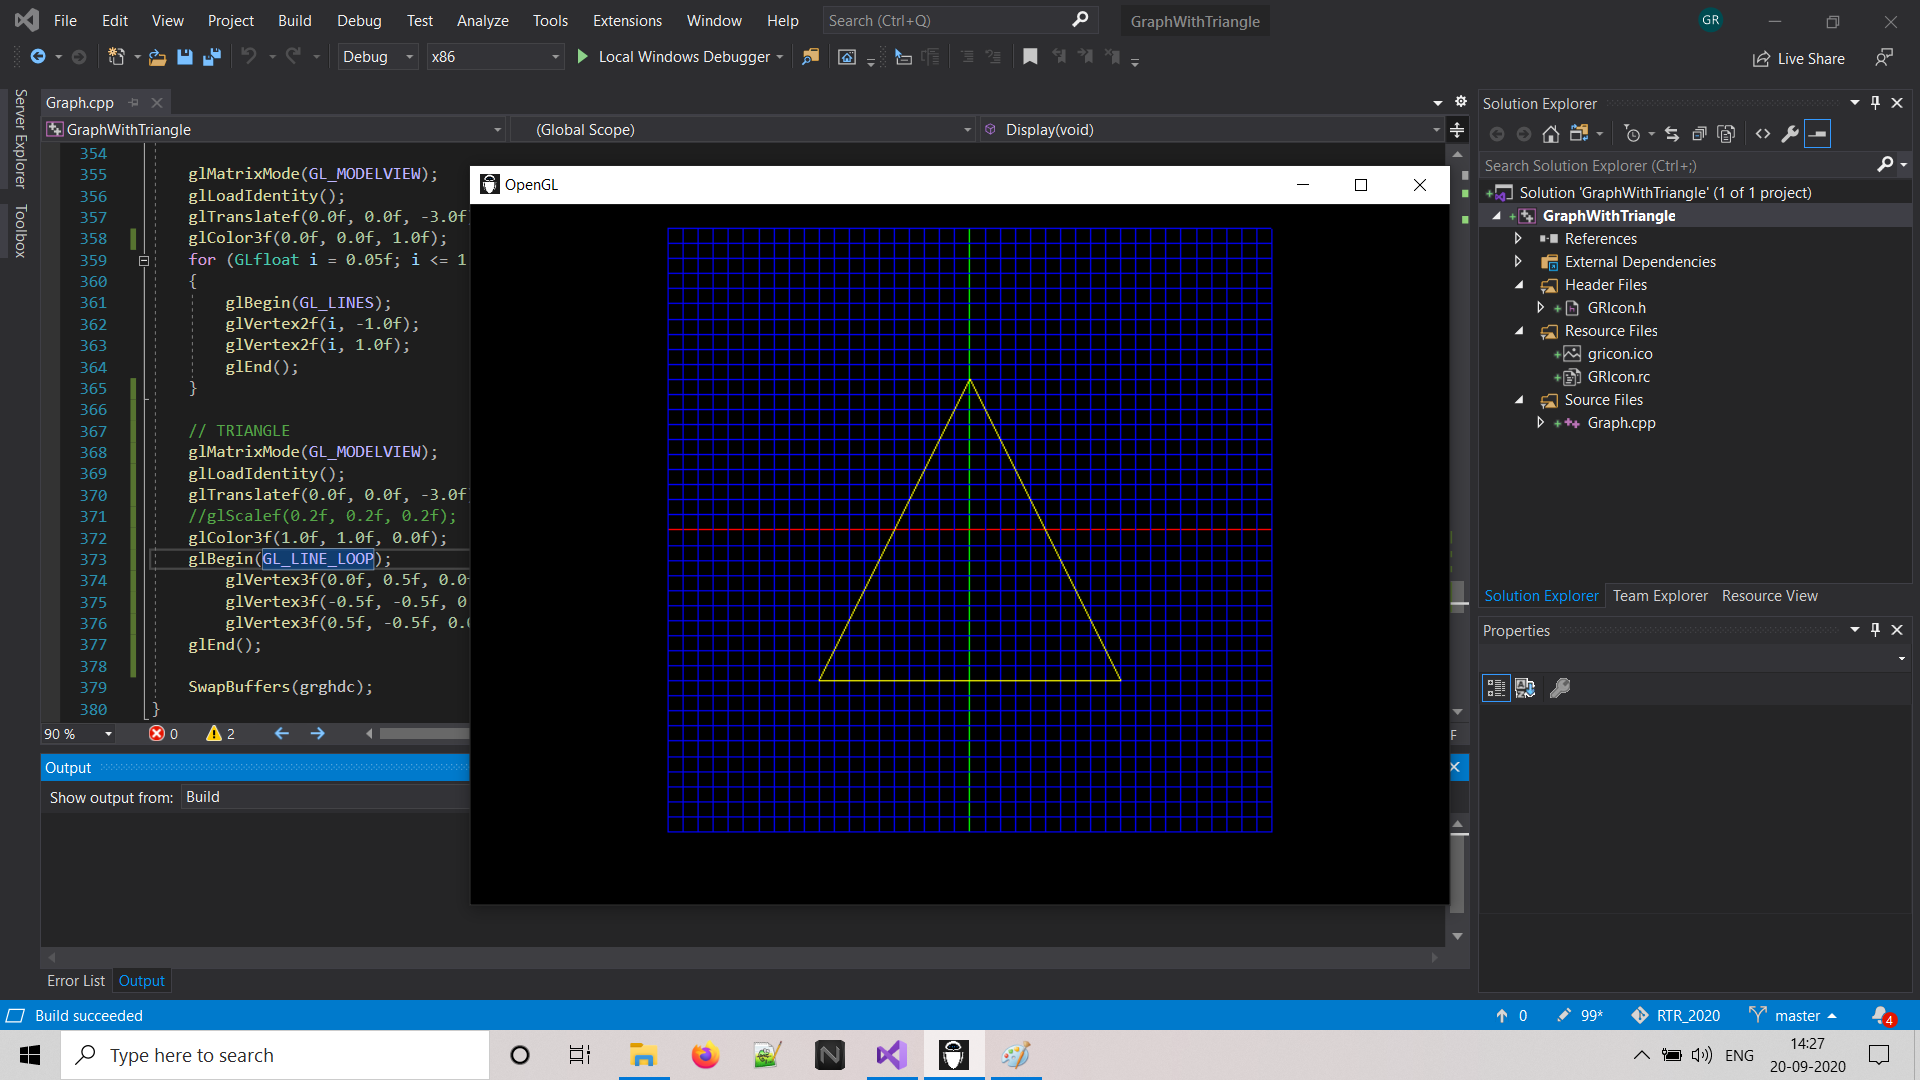 File Edit View Project Build Debug Test Analyze Tools Extensions Window Help Search (Ctrl+Q) GraphWithTriangle GR
Debug x86 Local Windows Debugger Live Share
Server Explorer
Toolbox
Graph.cpp
GraphWithTriangle (Global Scope) Display(void)
354
355 glMatrixMode(GL_MODELVIEW);
356 glLoadIdentity();
357 glTranslatef(0.0f, 0.0f, -3.0f
358 glColor3f(0.0f, 0.0f, 1.0f);
359 for (GLfloat i = 0.05f; i <= 1
360 {
361 glBegin(GL_LINES);
362 glVertex2f(i, -1.0f);
363 glVertex2f(i, 1.0f);
364 glEnd();
365 }
366
367 // TRIANGLE
368 glMatrixMode(GL_MODELVIEW);
369 glLoadIdentity();
370 glTranslatef(0.0f, 0.0f, -3.0f
371 //glScalef(0.2f, 0.2f, 0.2f);
372 glColor3f(1.0f, 1.0f, 0.0f);
373 glBegin(GL_LINE_LOOP);
374 glVertex3f(0.0f, 0.5f, 0.0
375 glVertex3f(-0.5f, -0.5f, 0
376 glVertex3f(0.5f, -0.5f, 0.0
377 glEnd();
378
379 SwapBuffers(grghdc);
380 }
90 % 0 2
F
OpenGL
Output
Show output from: Build
Error List Output
Solution Explorer
Search Solution Explorer (Ctrl+;)
Solution 'GraphWithTriangle' (1 of 1 project)
GraphWithTriangle
References
External Dependencies
Header Files
GRIcon.h
Resource Files
gricon.ico
GRIcon.rc
Source Files
Graph.cpp
Solution Explorer Team Explorer Resource View
Properties
Build succeeded 0 99* RTR_2020 master 4
Type here to search N ENG 14:27
20-09-2020